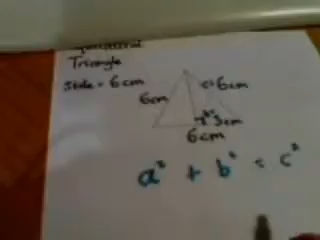 Triangle
side = 6cm
c=6cm
6cm
3cm
6cm
a² + b² = c²